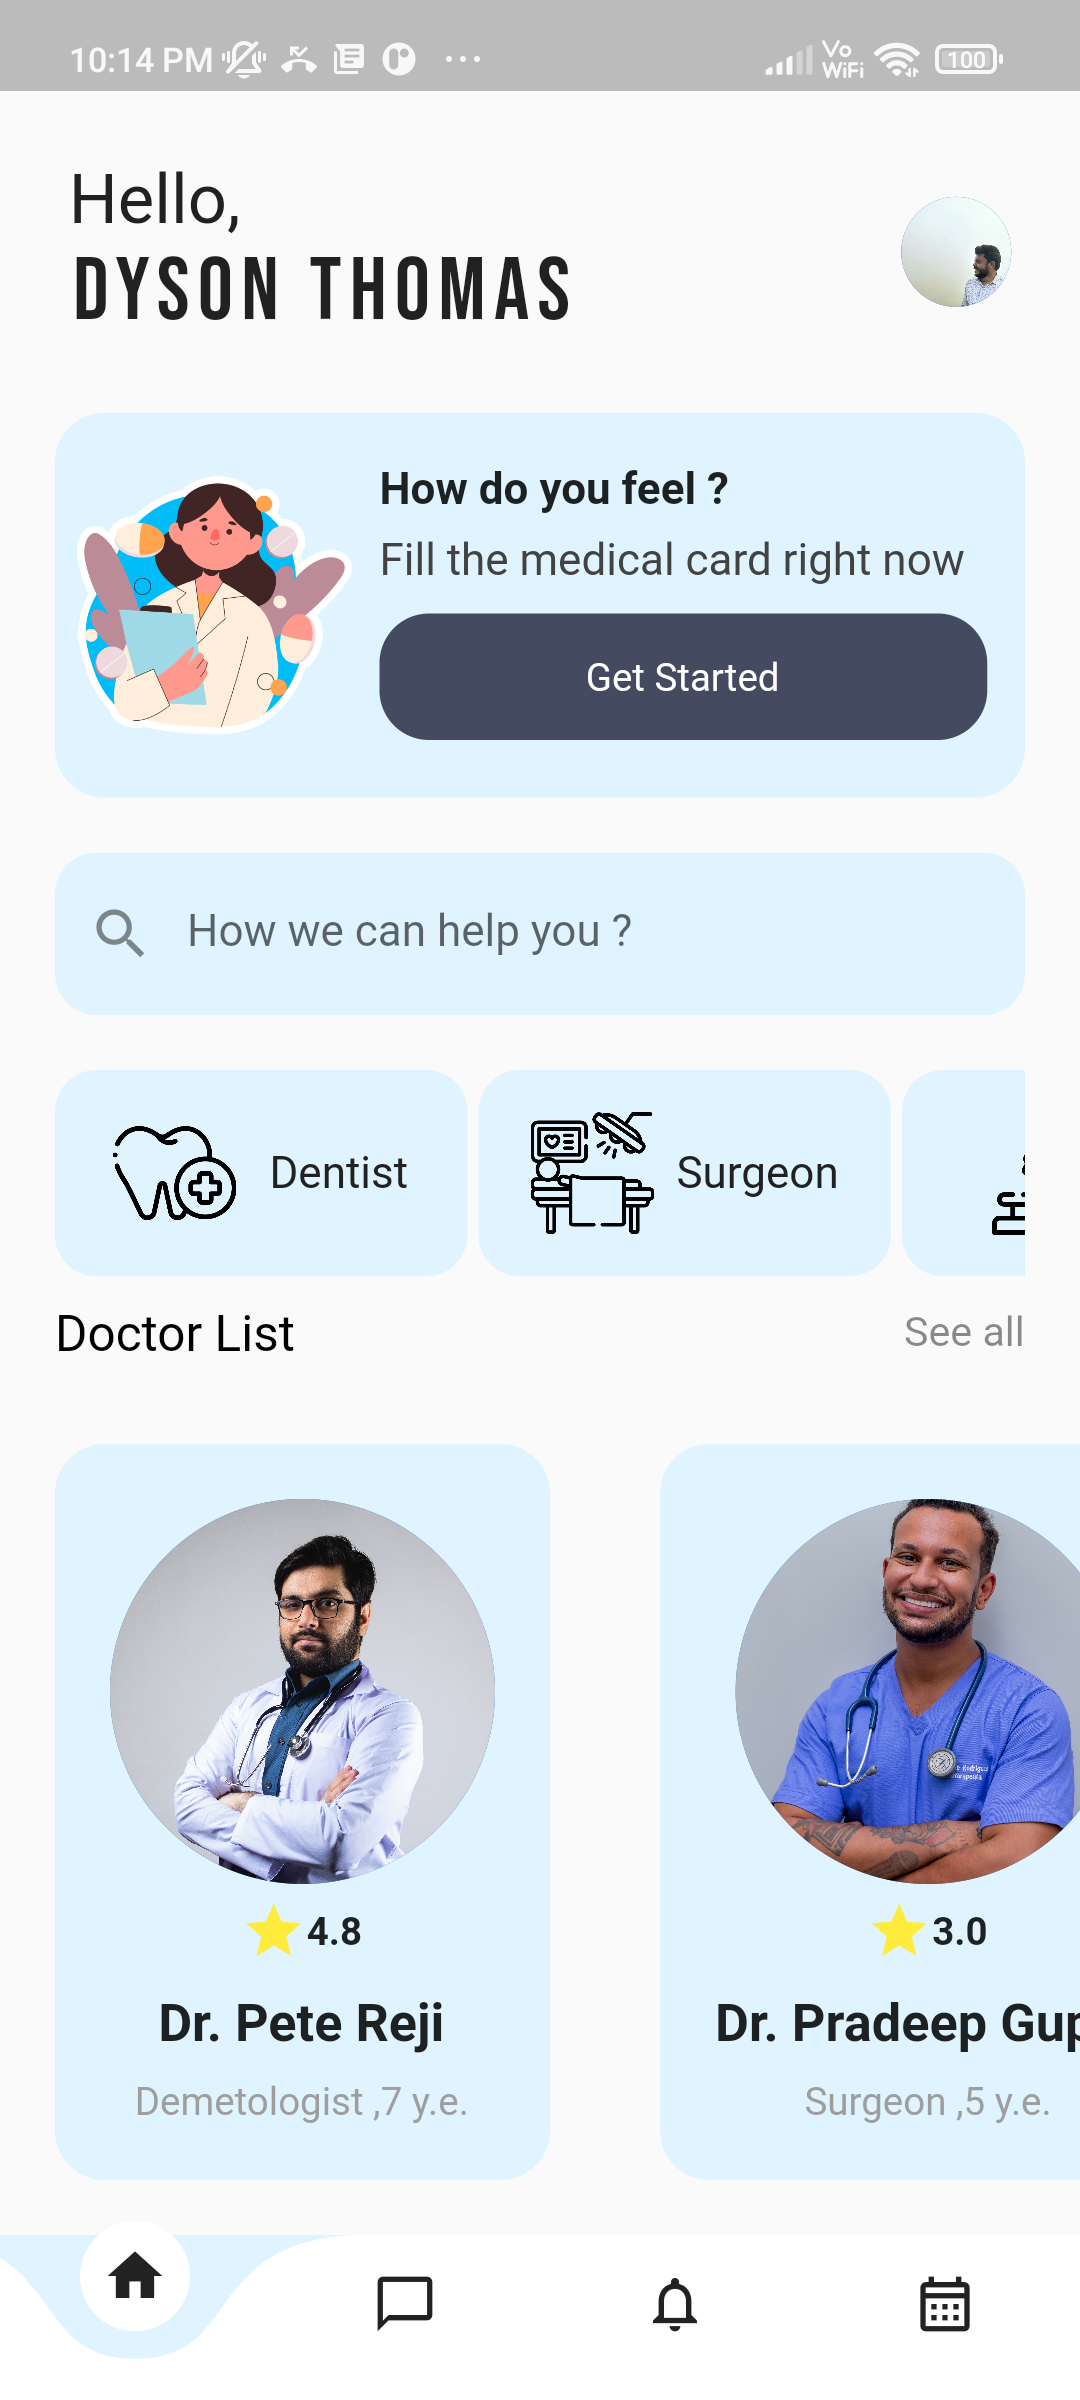 10:14 PM ... Vo WiFi 100
Hello,
DYSON THOMAS
How do you feel ?
Fill the medical card right now
Get Started
How we can help you ?
Dentist
Surgeon
Doctor List
See all
4.8
3.0
Dr. Pete Reji
Dr. Pradeep Gup
Demetologist ,7 y.e.
Surgeon ,5 y.e.